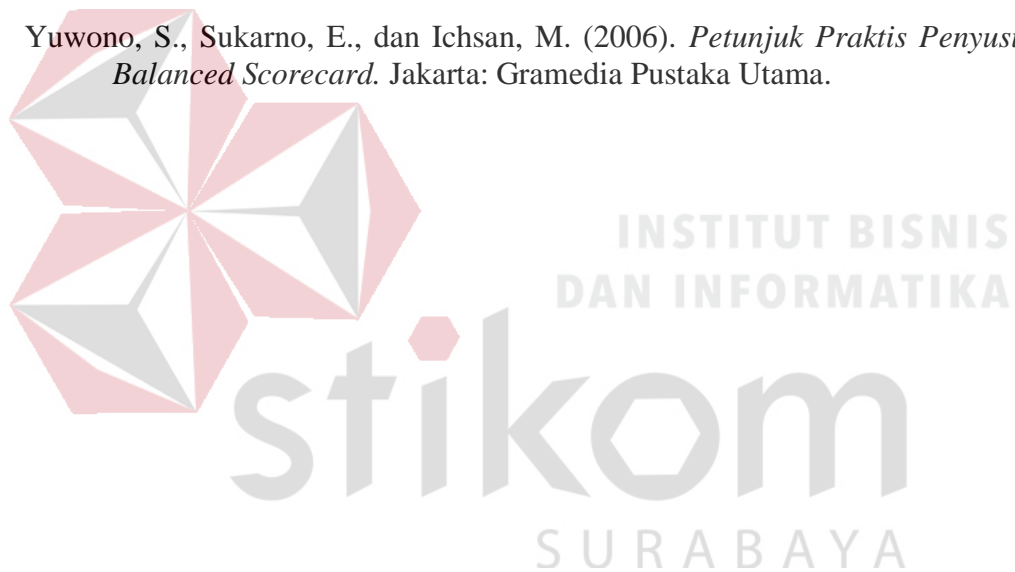 Yuwono, S., Sukarno, E., dan Ichsan, M. (2006). Petunjuk Praktis
Balanced Scorecard. Jakarta: Gramedia Pustaka Utama.
INSTITUT BISNIS
DAN INFORMATIKA
stikom
SURABAYA